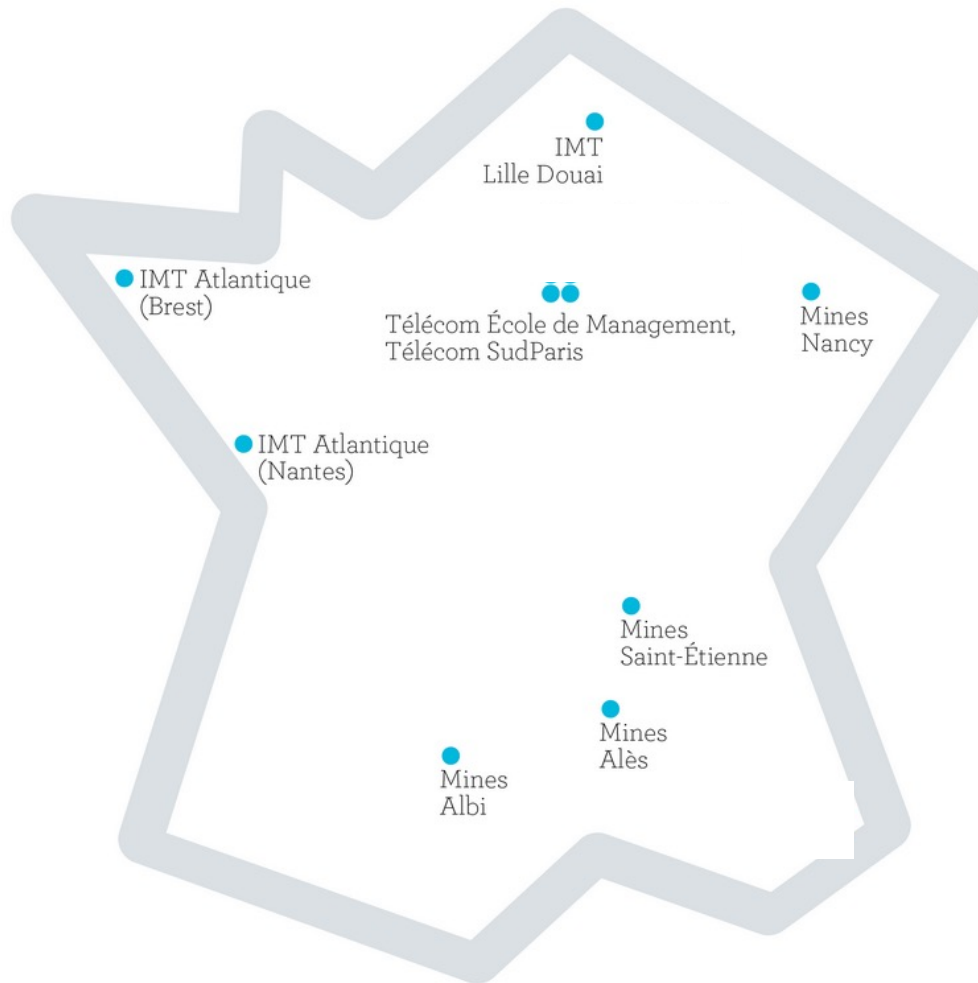 IMT
Lille Douai
IMT Atlantique
(Brest)
Télécom École de Management,
Télécom SudParis
Mines
Nancy
IMT Atlantique
(Nantes)
Mines
Saint-Étienne
Mines
Alès
Mines
Albi